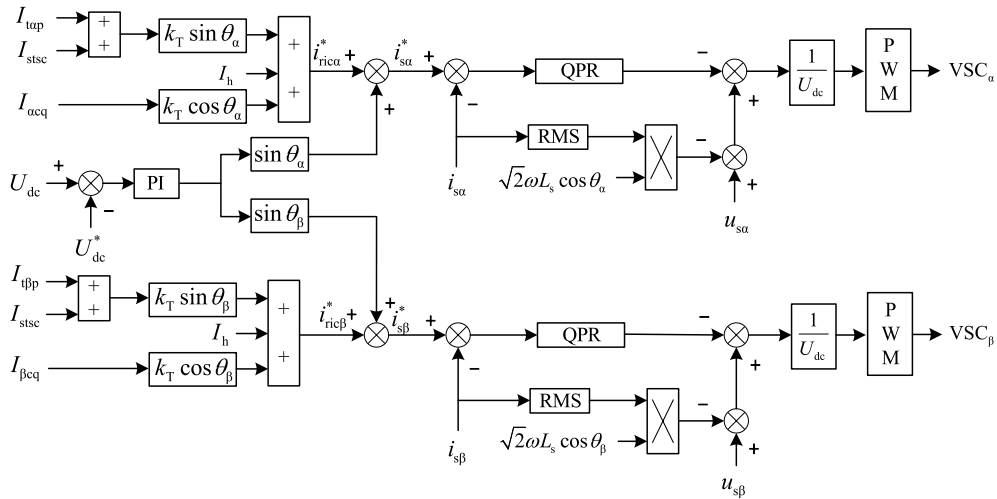 I_tαp
I_stsc
+
+
k_T sin θ_α
+
+
I_h
i*_ricα
+
i*_sα
+
QPR
−
1/U_dc
P W M
VSC_α
I_αcq
k_T cos θ_α
+
−
+
RMS
−
√2ωL_s cos θ_α
+
i_sα
u_sα
sin θ_α
U_dc
+
PI
−
U*_dc
sin θ_β
I_tβp
I_stsc
+
+
k_T sin θ_β
+
+
I_h
i*_ricβ
+
+
i*_sβ
+
QPR
−
1/U_dc
P W M
VSC_β
I_βcq
k_T cos θ_β
−
+
RMS
−
√2ωL_s cos θ_β
+
i_sβ
u_sβ